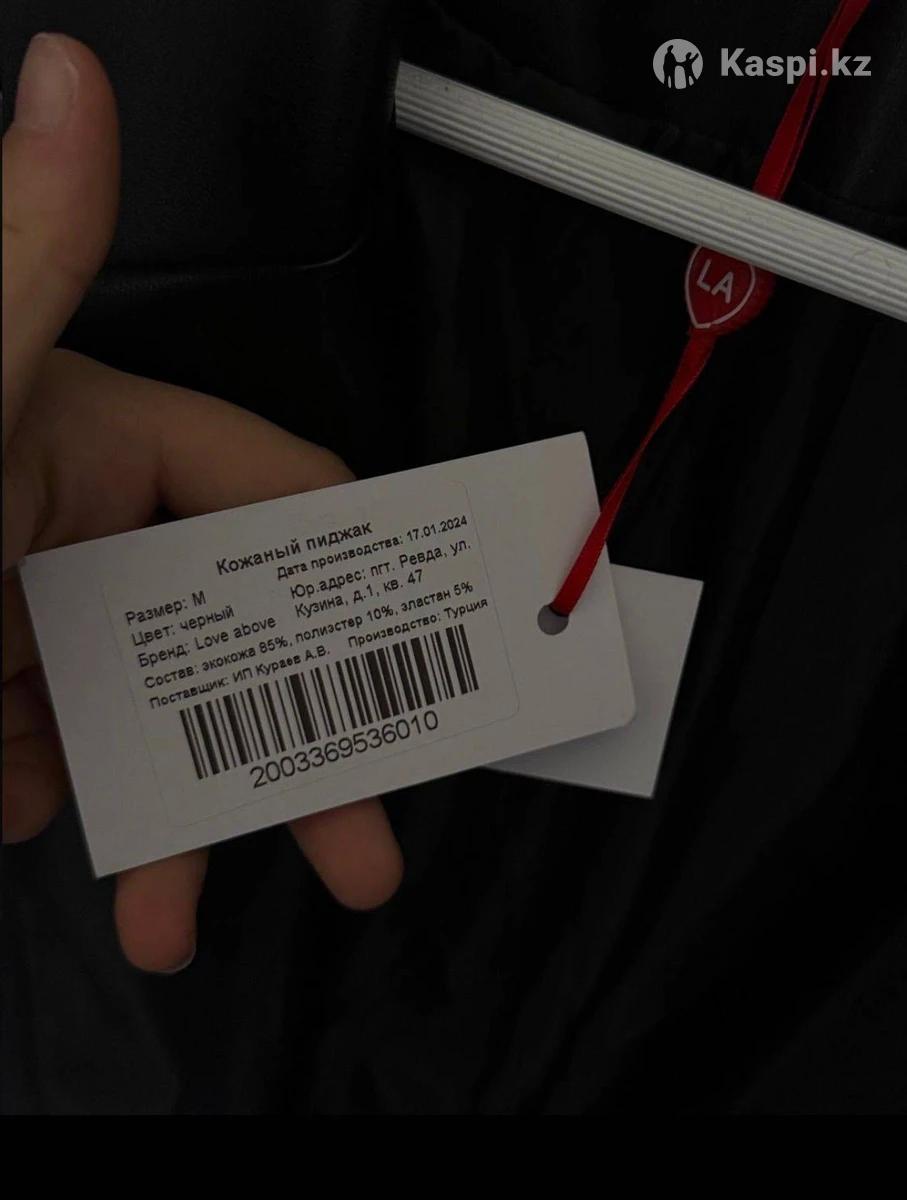 Kaspi.kz
LA
Кожаный пиджак
Дата производства: 17.01.2024
Размер: M
Юр.адрес: пгт. Ревда, ул.
Цвет: черный
Кузина, д.1, кв. 47
Бренд: Love above
Состав: экокожа 85%, полиэстер 10%, эластан 5%
Поставщик: ИП Кураев А.В. Производство: Турция
2003369536010